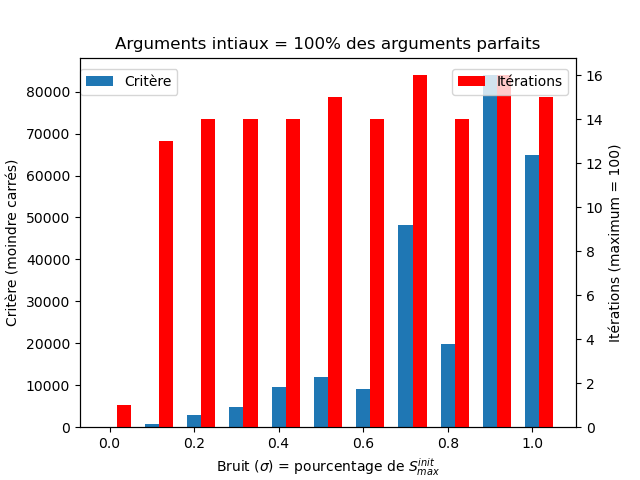 Arguments intiaux = 100% des arguments parfaits
Critère
Itérations
Critère (moindre carrés)
80000
70000
60000
50000
40000
30000
20000
10000
0
Itérations (maximum = 100)
16
14
12
10
8
6
4
2
0
0.0 0.2 0.4 0.6 0.8 1.0
Bruit (σ) = pourcentage de $S_{max}^{init}$